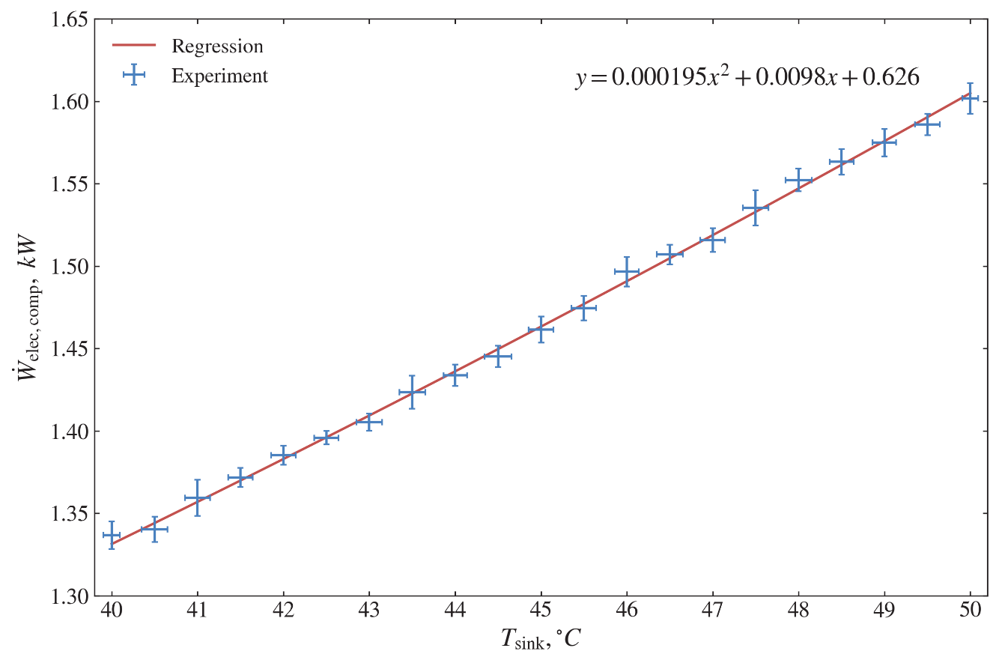 Regression
Experiment
y = 0.000195x² + 0.0098x + 0.626
1.65
1.60
1.55
1.50
1.45
1.40
1.35
1.30
Ẇelec, comp, kW
40 41 42 43 44 45 46 47 48 49 50
Tsink, °C